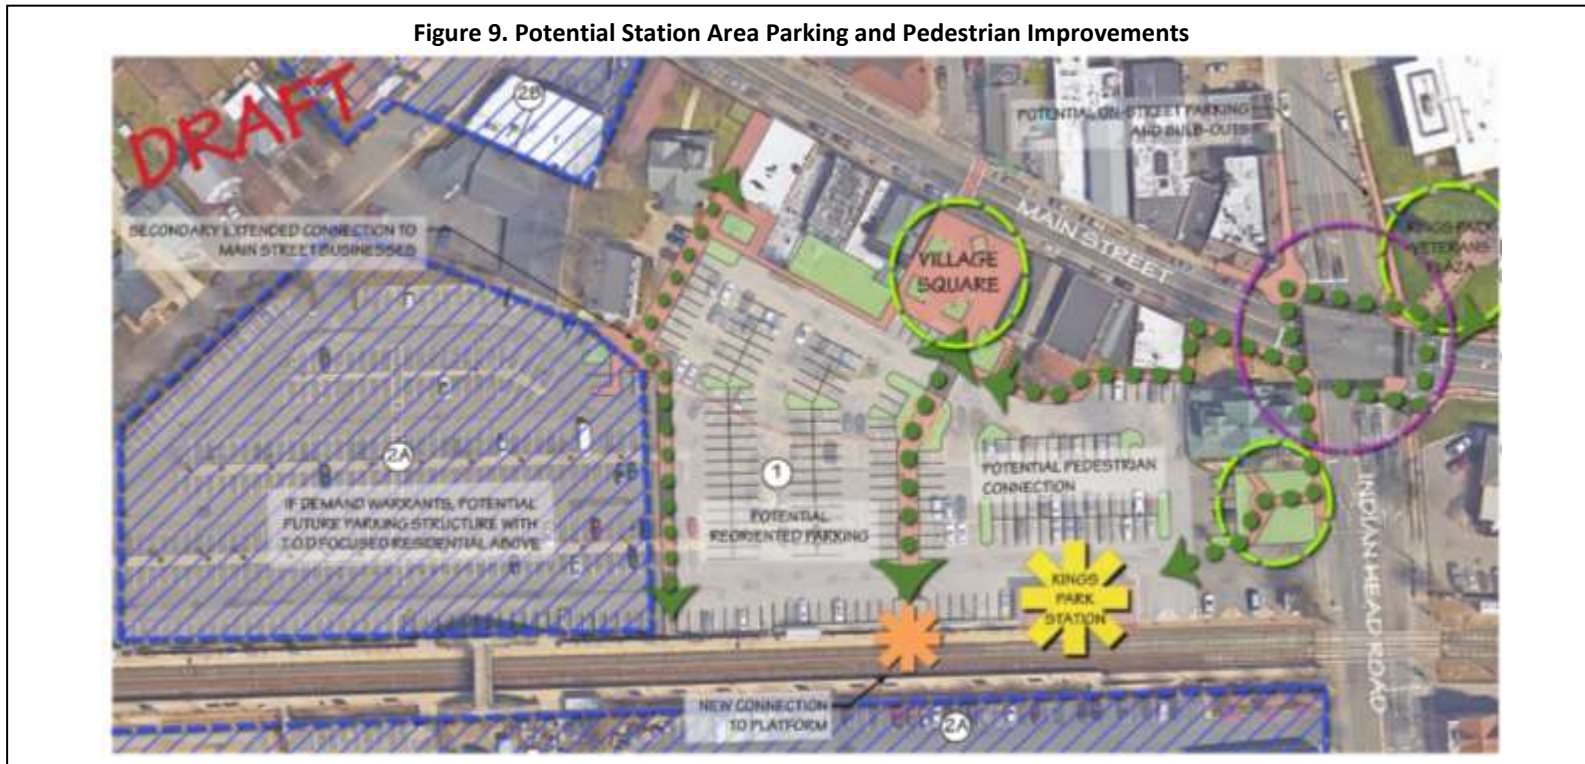 Figure 9. Potential Station Area Parking and Pedestrian Improvements
DRAFT
2B
POTENTIAL ON-STREET PARKING
AND BULB-OUTS
SECONDARY EXTENDED CONNECTION TO
MAIN STREET BUSINESSES
MAIN STREET
VILLAGE
SQUARE
KINGS PARK
VETERANS
PLAZA
2A
IF DEMAND WARRANTS, POTENTIAL
FUTURE PARKING STRUCTURE WITH
T.O.D FOCUSED RESIDENTIAL ABOVE
1
POTENTIAL
REORIENTED PARKING
POTENTIAL PEDESTRIAN
CONNECTION
KINGS
PARK
STATION
INDIAN HEAD ROAD
NEW CONNECTION
TO PLATFORM
2A